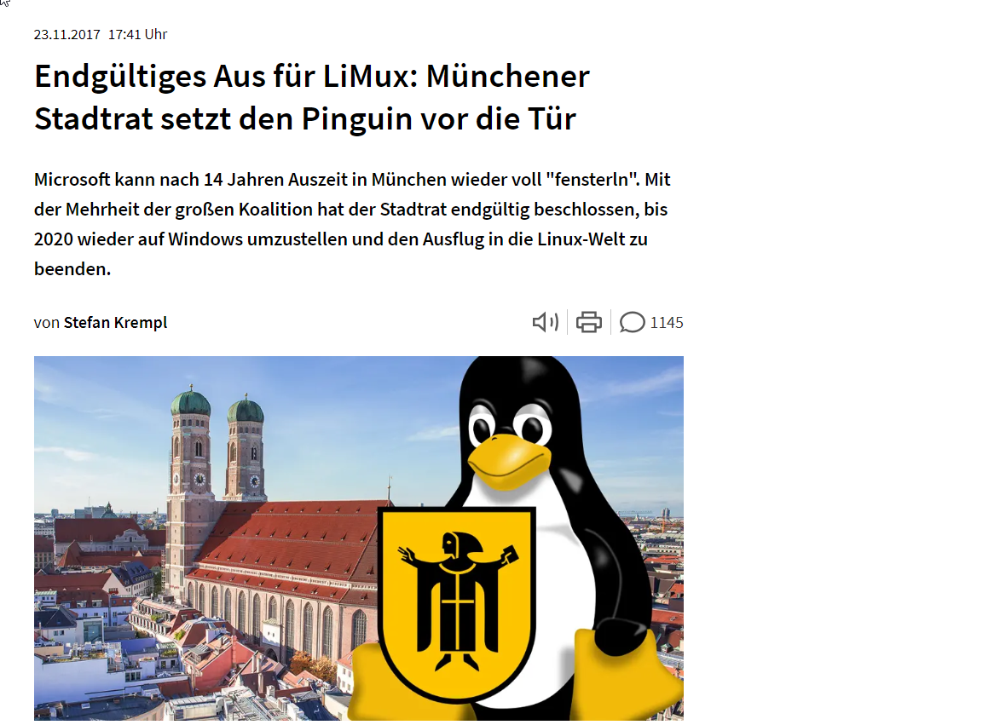 23.11.2017 17:41 Uhr
Endgültiges Aus für LiMux: Münchener
Stadtrat setzt den Pinguin vor die Tür
Microsoft kann nach 14 Jahren Auszeit in München wieder voll "fensterln". Mit
der Mehrheit der großen Koalition hat der Stadtrat endgültig beschlossen, bis
2020 wieder auf Windows umzustellen und den Ausflug in die Linux-Welt zu
beenden.
von Stefan Krempl
1145